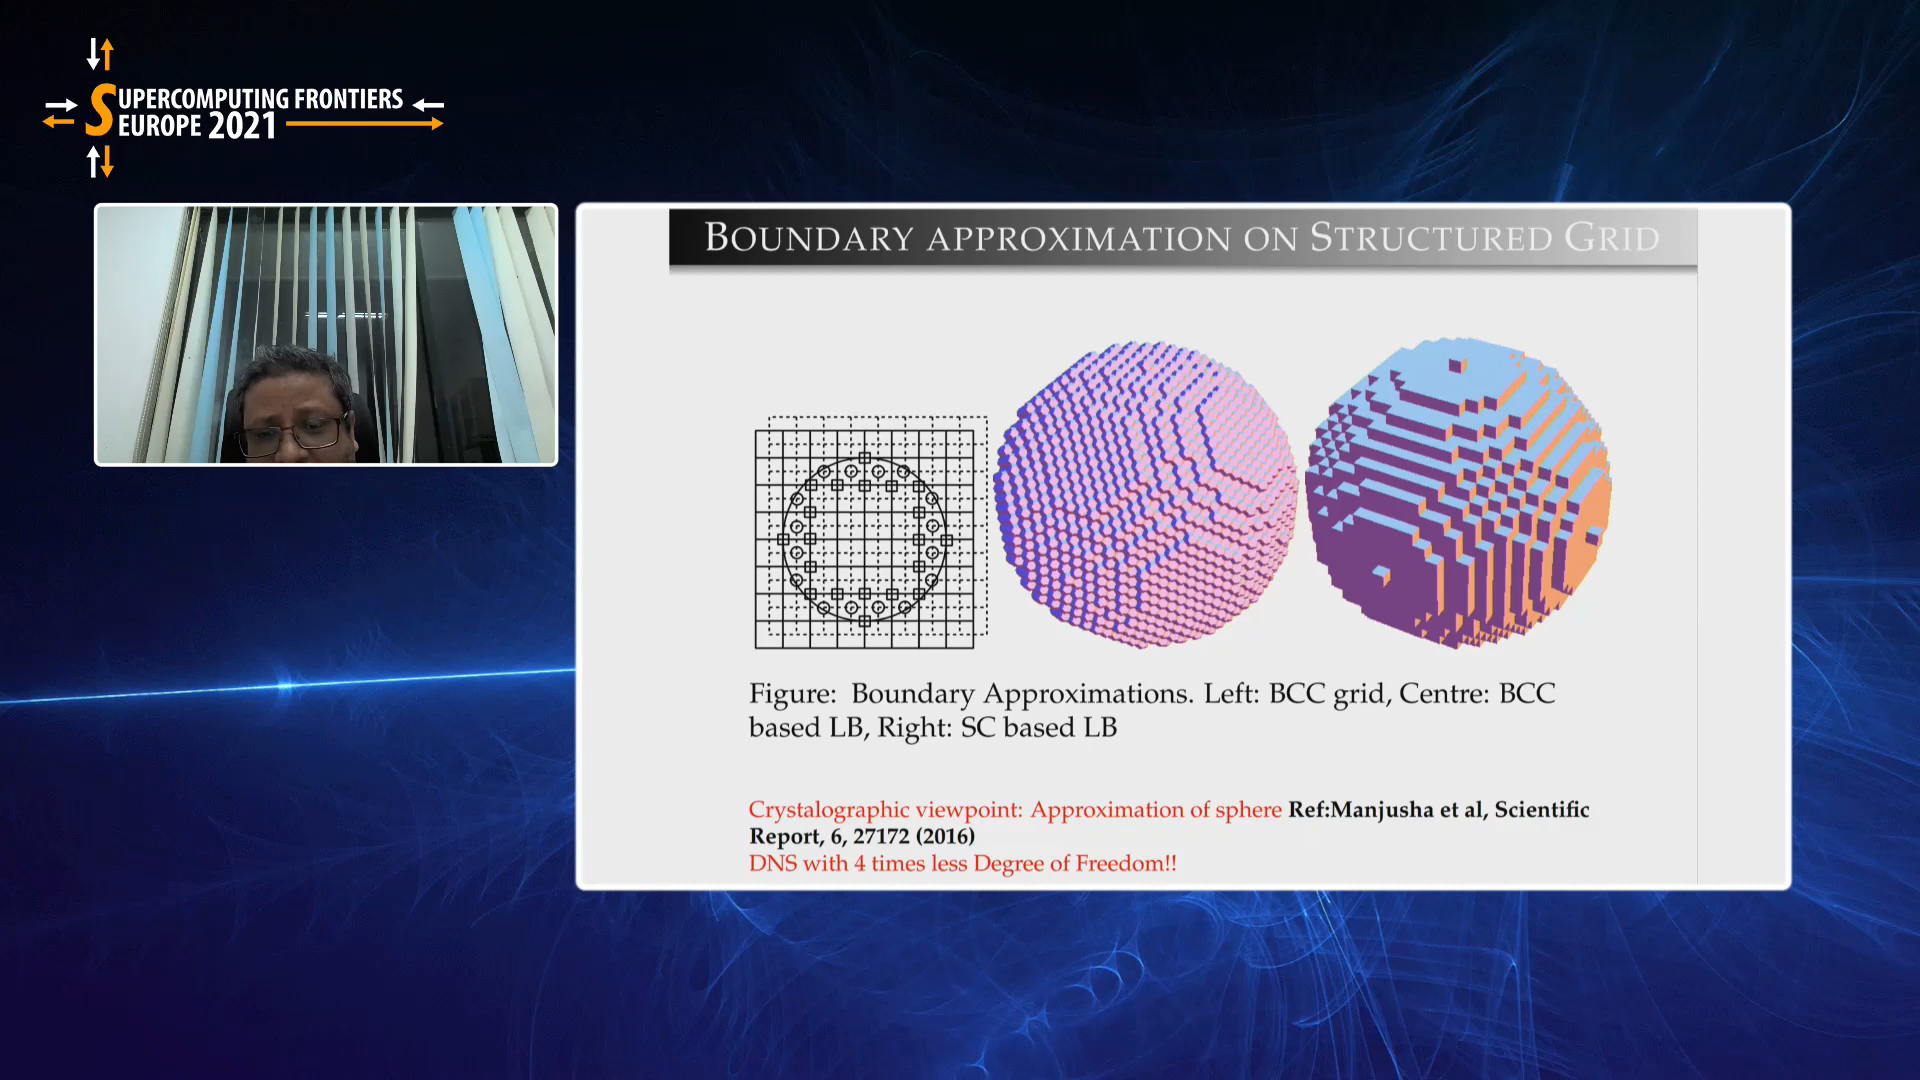 SUPERCOMPUTING FRONTIERS
EUROPE 2021
BOUNDARY APPROXIMATION ON STRUCTURED GRID
Figure: Boundary Approximations. Left: BCC grid, Centre: BCC
based LB, Right: SC based LB
Crystalographic viewpoint: Approximation of sphere Ref:Manjusha et al, Scientific
Report, 6, 27172 (2016)
DNS with 4 times less Degree of Freedom!!